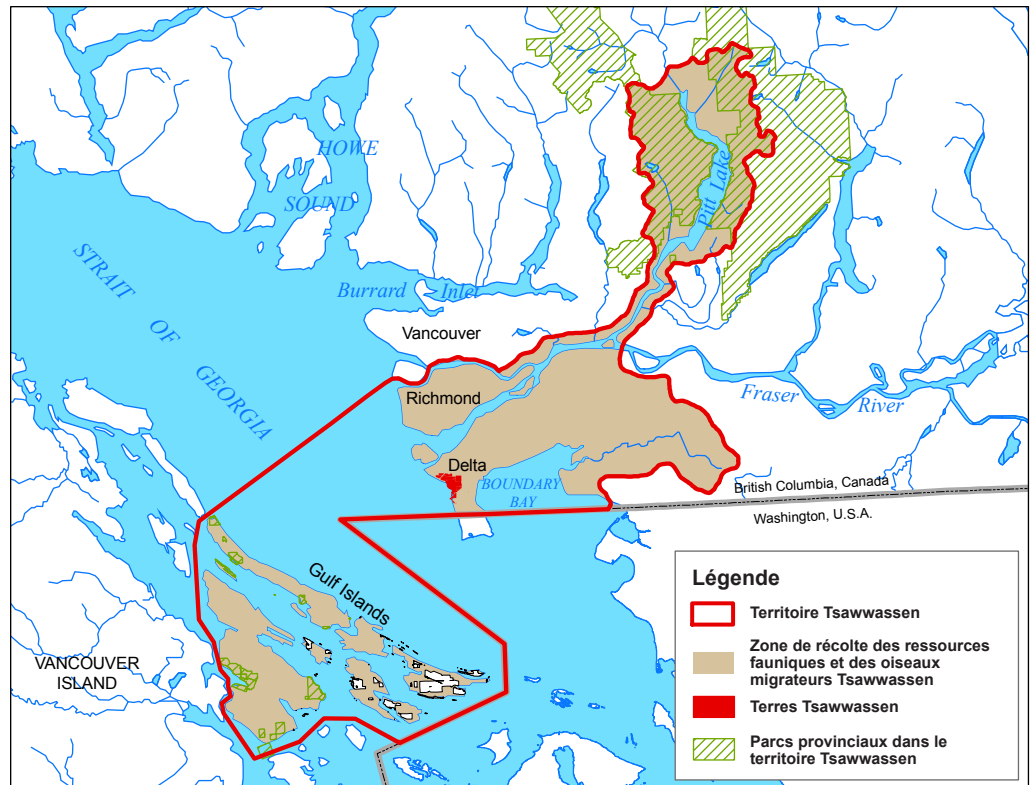 HOWE
SOUND
Pitt Lake
STRAIT
OF
GEORGIA
Burrard Inlet
Vancouver
Richmond
Fraser
River
Delta
BOUNDARY
BAY
British Columbia, Canada
Washington, U.S.A.
Gulf Islands
VANCOUVER
ISLAND
Légende
Territoire Tsawwassen
Zone de récolte des ressources
fauniques et des oiseaux
migrateurs Tsawwassen
Terres Tsawwassen
Parcs provinciaux dans le
territoire Tsawwassen